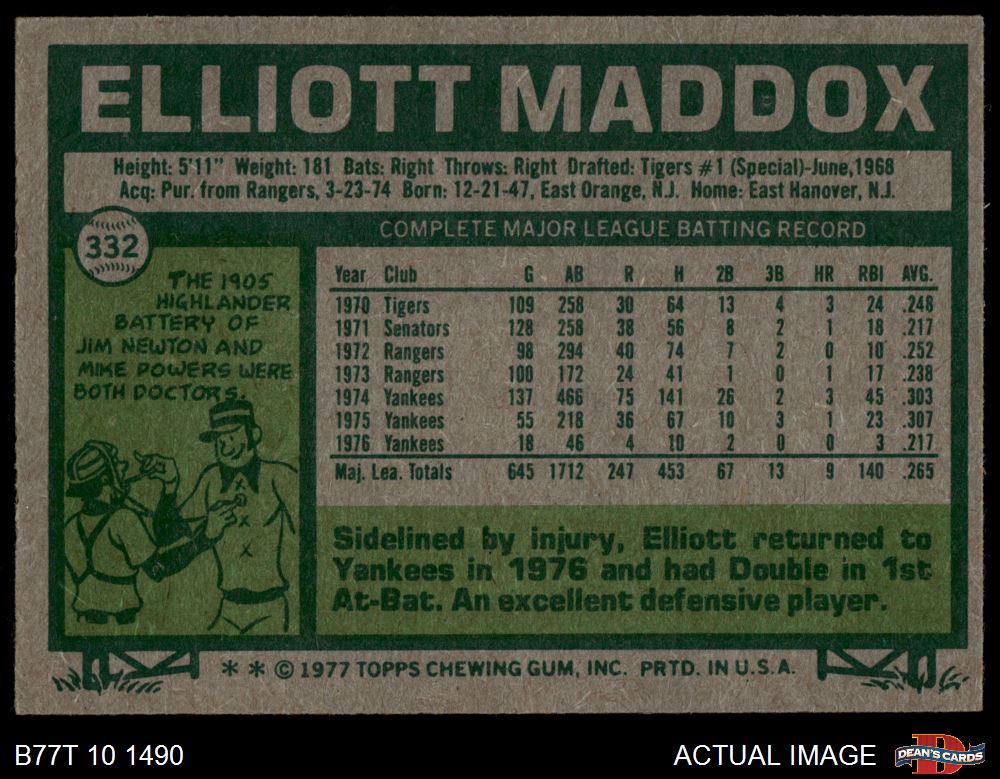 ELLIOTT MADDOX
Height: 5'11" Weight: 181 Bats: Right Throws: Right Drafted: Tigers #1 (Special)-June,1968
Acq: Pur. from Rangers, 3-23-74 Born: 12-21-47, East Orange, N.J. Home: East Hanover, N.J.
332
THE 1905
HIGHLANDER
BATTERY OF
JIM NEWTON AND
MIKE POWERS WERE
BOTH DOCTORS.
COMPLETE MAJOR LEAGUE BATTING RECORD
Year Club G AB R H 2B 3B HR RBI AVG.
1970 Tigers 109 258 30 64 13 4 3 24 .248
1971 Senators 128 258 38 56 8 2 1 18 .217
1972 Rangers 98 294 40 74 7 2 0 10 .252
1973 Rangers 100 172 24 41 1 0 1 17 .238
1974 Yankees 137 466 75 141 26 2 3 45 .303
1975 Yankees 55 218 36 67 10 3 1 23 .307
1976 Yankees 18 46 4 10 2 0 0 3 .217
Maj. Lea. Totals 645 1712 247 453 67 13 9 140 .265
Sidelined by injury, Elliott returned to
Yankees in 1976 and had Double in 1st
At-Bat. An excellent defensive player.
* * © 1977 TOPPS CHEWING GUM, INC. PRTD. IN U.S.A.
B77T 10 1490
ACTUAL IMAGE
DEAN'S CARDS